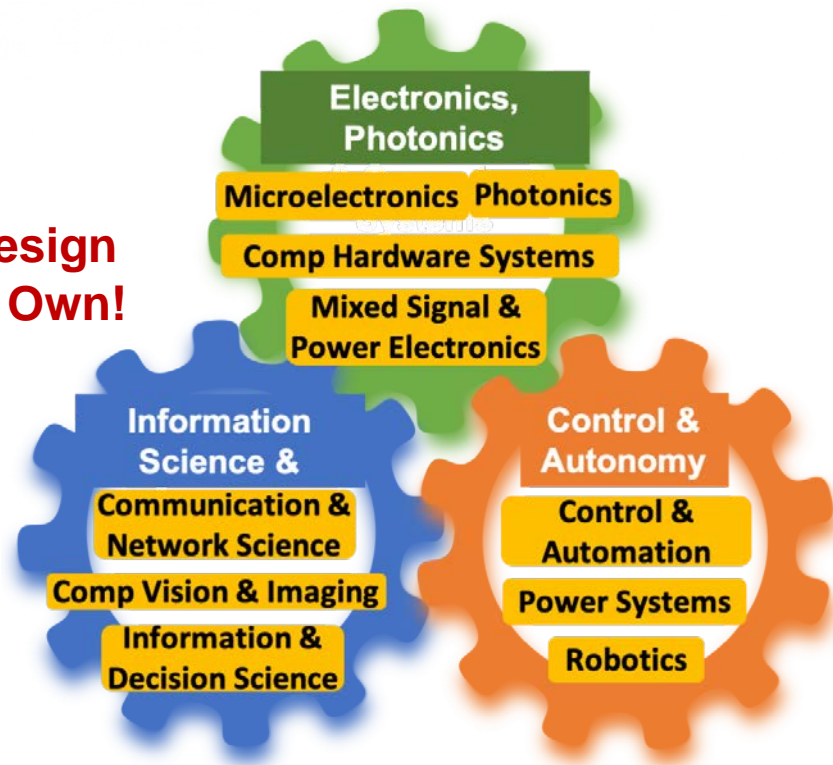 Electronics,
Photonics
Microelectronics
Photonics
Comp Hardware Systems
Mixed Signal &
Power Electronics
esign
Own!
Information
Science &
Communication &
Network Science
Comp Vision & Imaging
Information &
Decision Science
Control &
Autonomy
Control &
Automation
Power Systems
Robotics